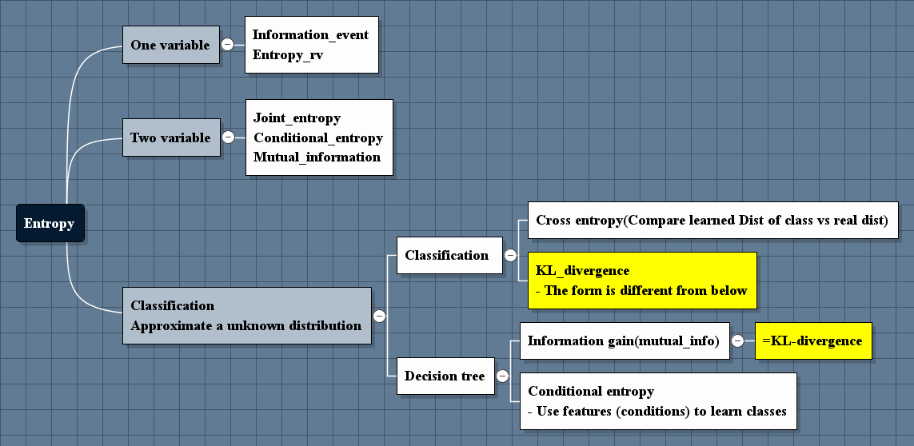 One variable
Information_event
Entropy_rv
Two variable
Joint_entropy
Conditional_entropy
Mutual_information
Entropy
Classification
Approximate a unknown distribution
Classification
Cross entropy(Compare learned Dist of class vs real dist)
KL_divergence
- The form is different from below
Decision tree
Information gain(mutual_info)
=KL-divergence
Conditional entropy
- Use features (conditions) to learn classes